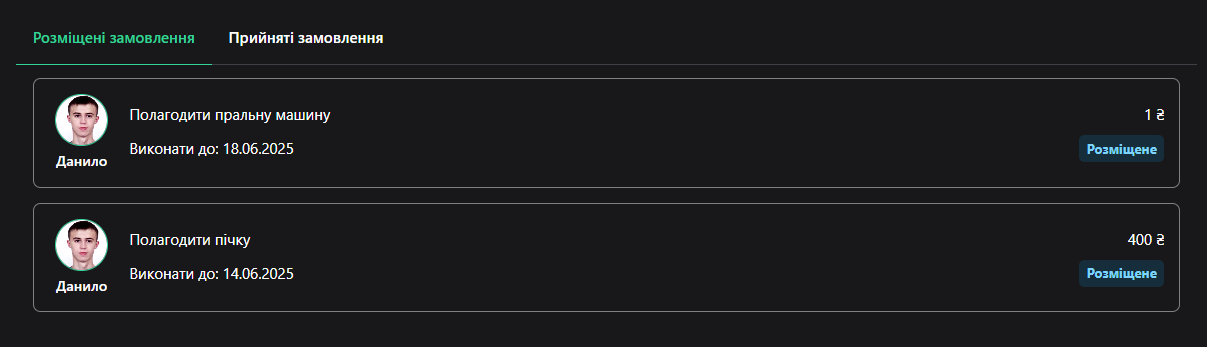 Розміщені замовлення Прийняті замовлення
Полагодити пральну машину 1 ₴
Виконати до: 18.06.2025 Розміщене
Данило
Полагодити пічку 400 ₴
Виконати до: 14.06.2025 Розміщене
Данило